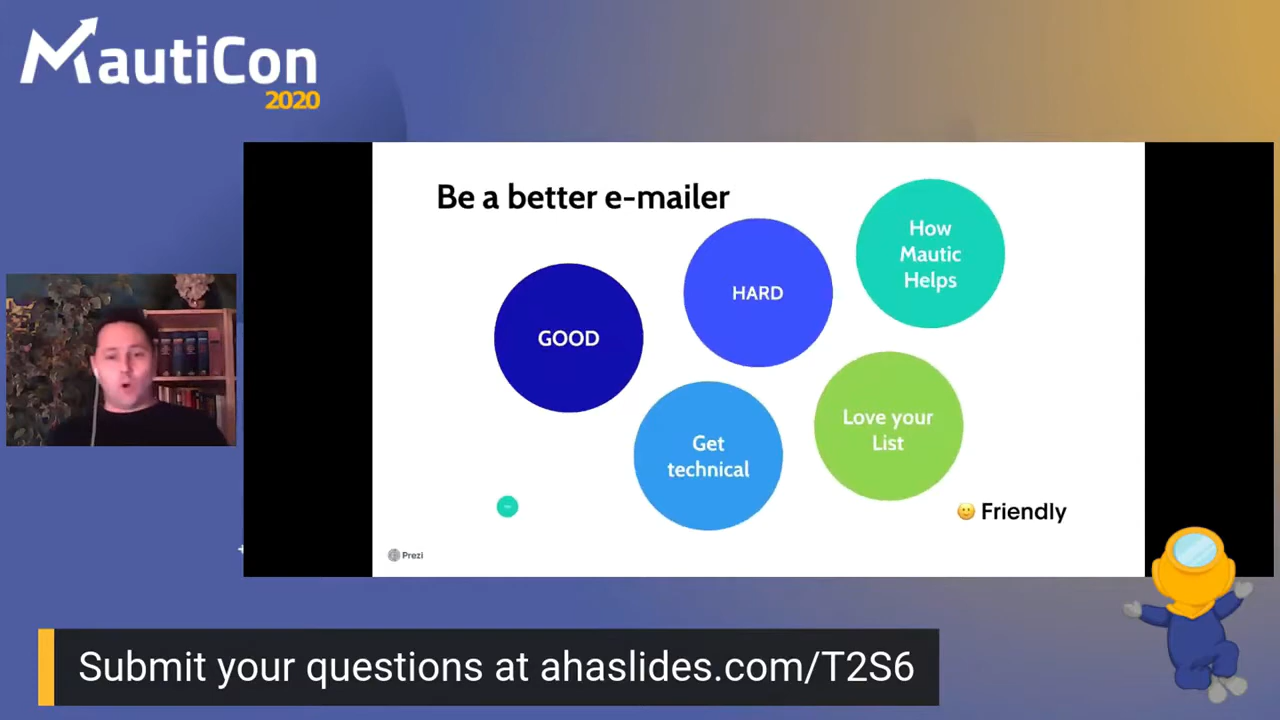 MautiCon
2020
Be a better e-mailer
How
Mautic
Helps
HARD
GOOD
Love your
List
Get
technical
🙂 Friendly
Prezi
Submit your questions at ahaslides.com/T2S6